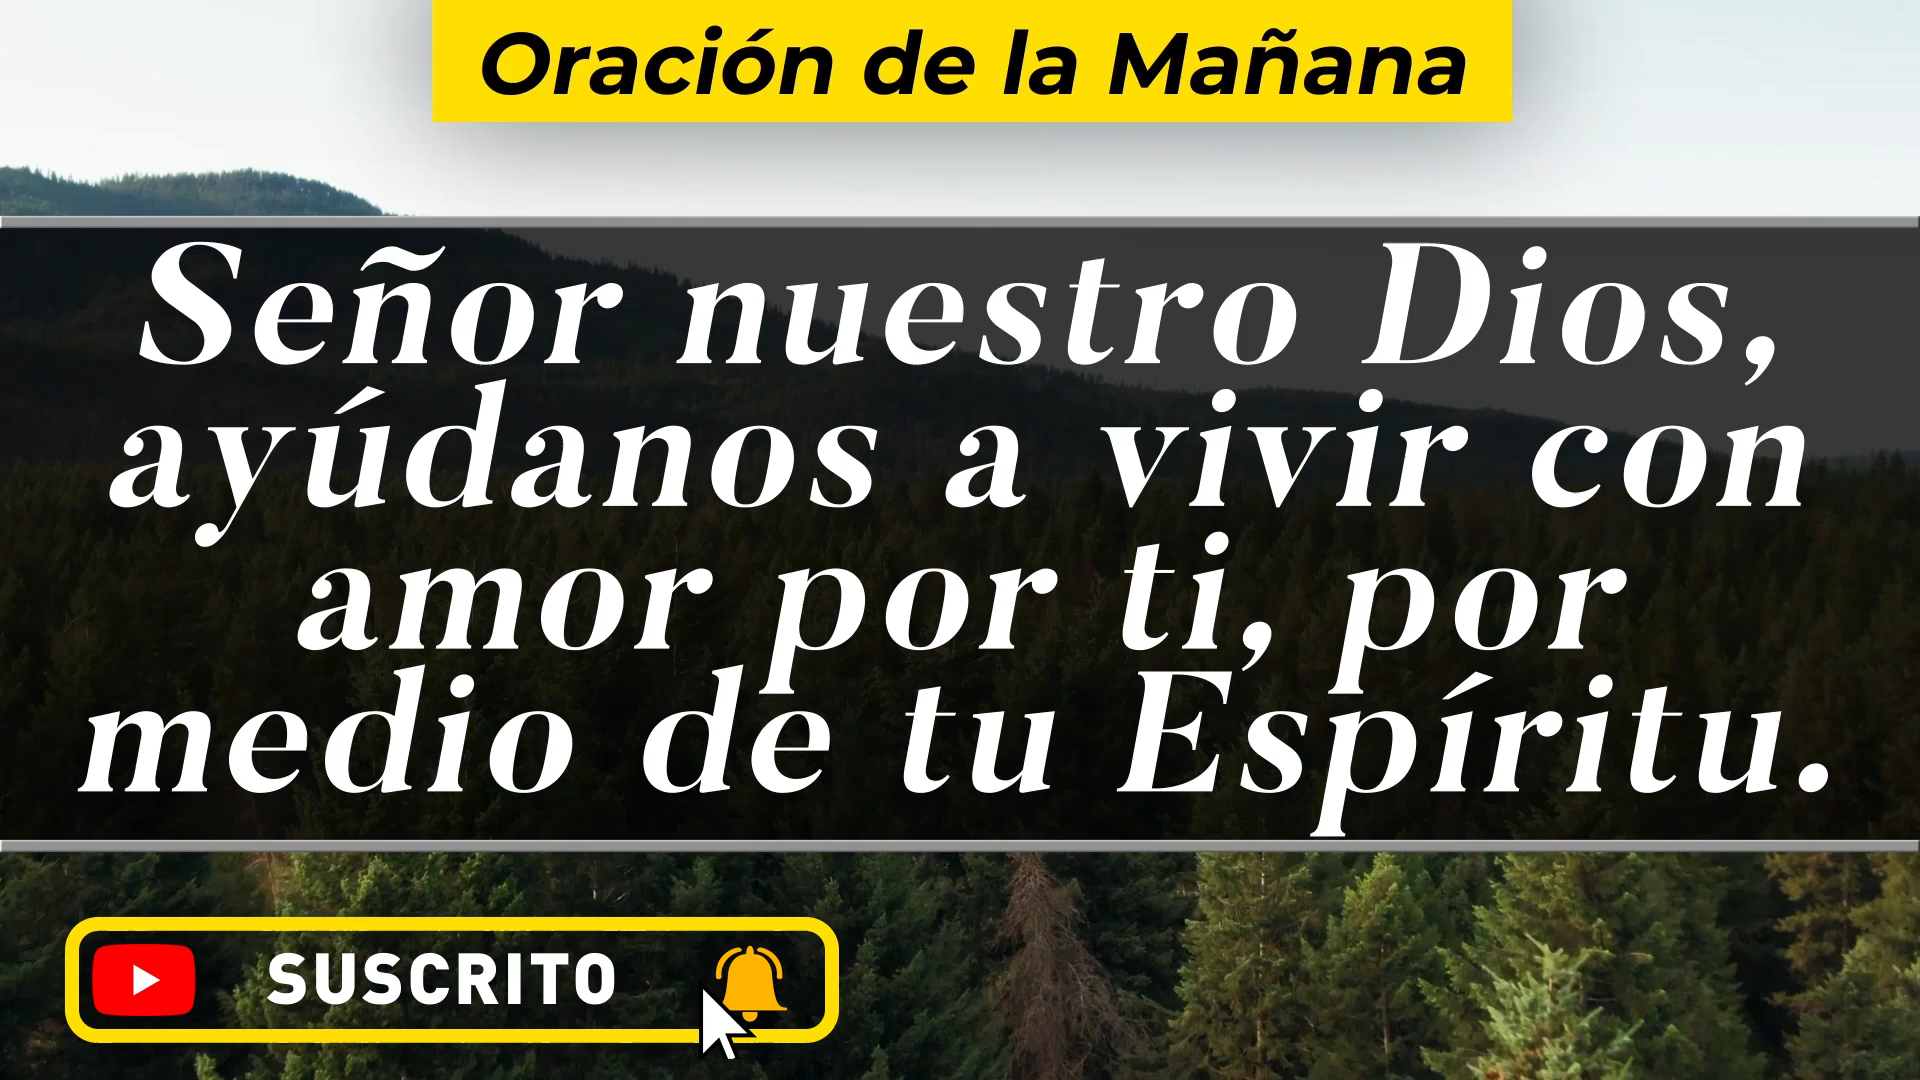 Oración de la Mañana
Señor nuestro Dios,
ayúdanos a vivir con
amor por ti, por
medio de tu Espíritu.
SUSCRITO